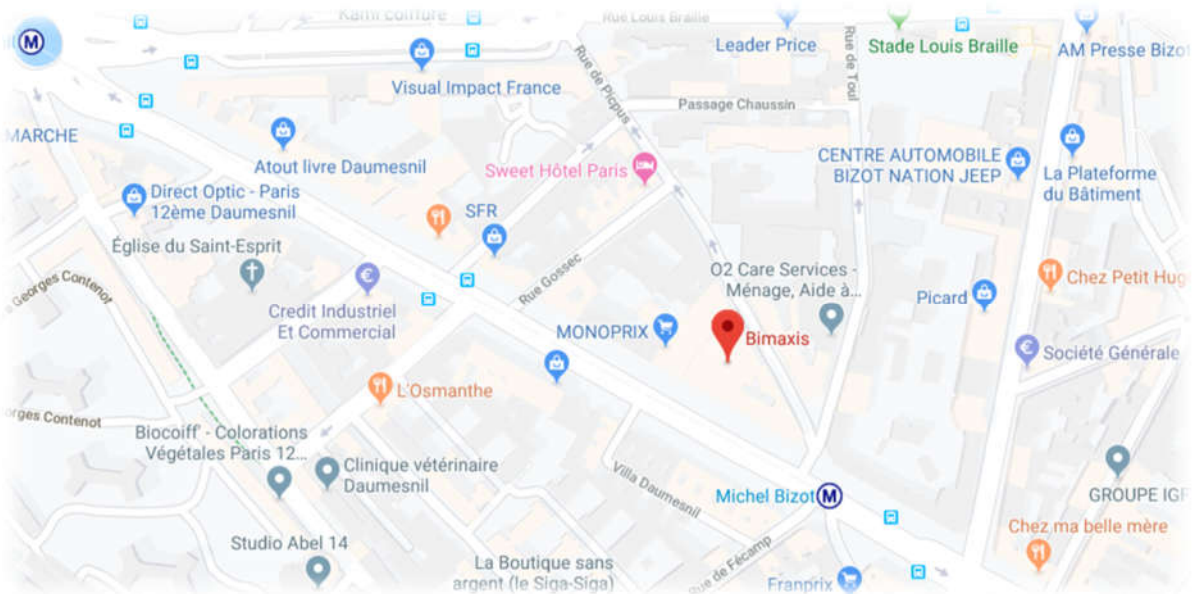 Kami coiffure
Rue Louis Braille
M
Leader Price
Stade Louis Braille
AM Presse Bizot
Visual Impact France
Rue de Picpus
Rue de Toul
Passage Chaussin
MARCHE
Atout livre Daumesnil
Sweet Hôtel Paris
CENTRE AUTOMOBILE
BIZOT NATION JEEP
La Plateforme
du Bâtiment
Direct Optic - Paris
12ème Daumesnil
SFR
Église du Saint-Esprit
Rue Gossec
O2 Care Services -
Ménage, Aide à...
Chez Petit Hug
Georges Contenot
Credit Industriel
Et Commercial
€
Picard
MONOPRIX
Bimaxis
€
Société Générale
L'Osmanthe
orges Contenot
Biocoiff' - Colorations
Végétales Paris 12...
Clinique vétérinaire
Daumesnil
Villa Daumesnil
Michel Bizot
M
GROUPE IGF
Studio Abel 14
Chez ma belle mère
La Boutique sans
argent (le Siga-Siga)
Rue de Fécamp
Franprix